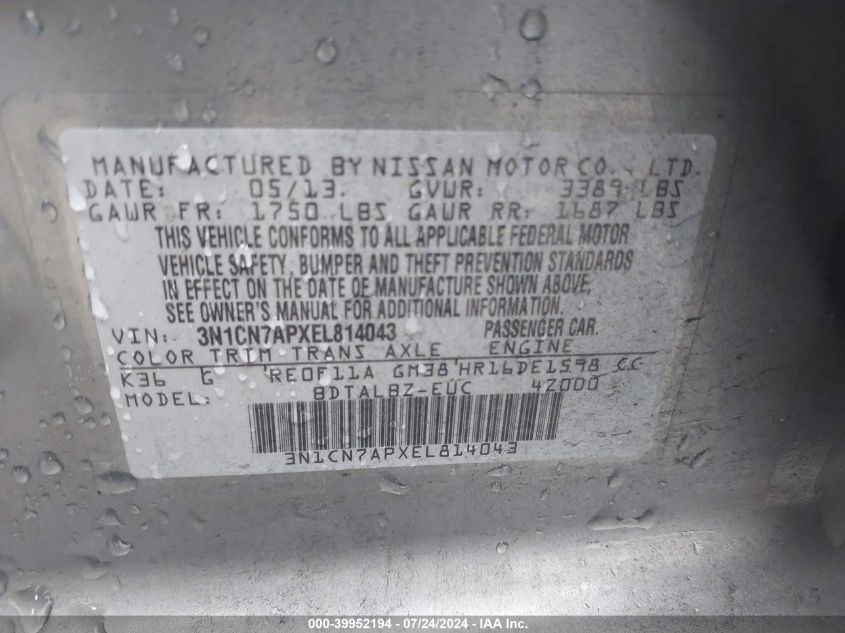 MANUFACTURED BY NISSAN MOTOR CO., LTD.
DATE: 05/13. GVWR: 3389 LBS
GAWR FR: 1750 LBS GAWR RR: 1687 LBS
THIS VEHICLE CONFORMS TO ALL APPLICABLE FEDERAL MOTOR
VEHICLE SAFETY, BUMPER AND THEFT PREVENTION STANDARDS
IN EFFECT ON THE DATE OF MANUFACTURE SHOWN ABOVE,
SEE OWNER'S MANUAL FOR ADDITIONAL INFORMATION.
VIN: 3N1CN7APXEL814043 PASSENGER CAR.
COLOR TRIM TRANS AXLE ENGINE
K36 G RE0F11A GM38 HR16DE1598 CC
MODEL: BDTALBZ-EUC 4Z000
3N1CN7APXEL814043
000-39952194 - 07/24/2024 - IAA Inc.